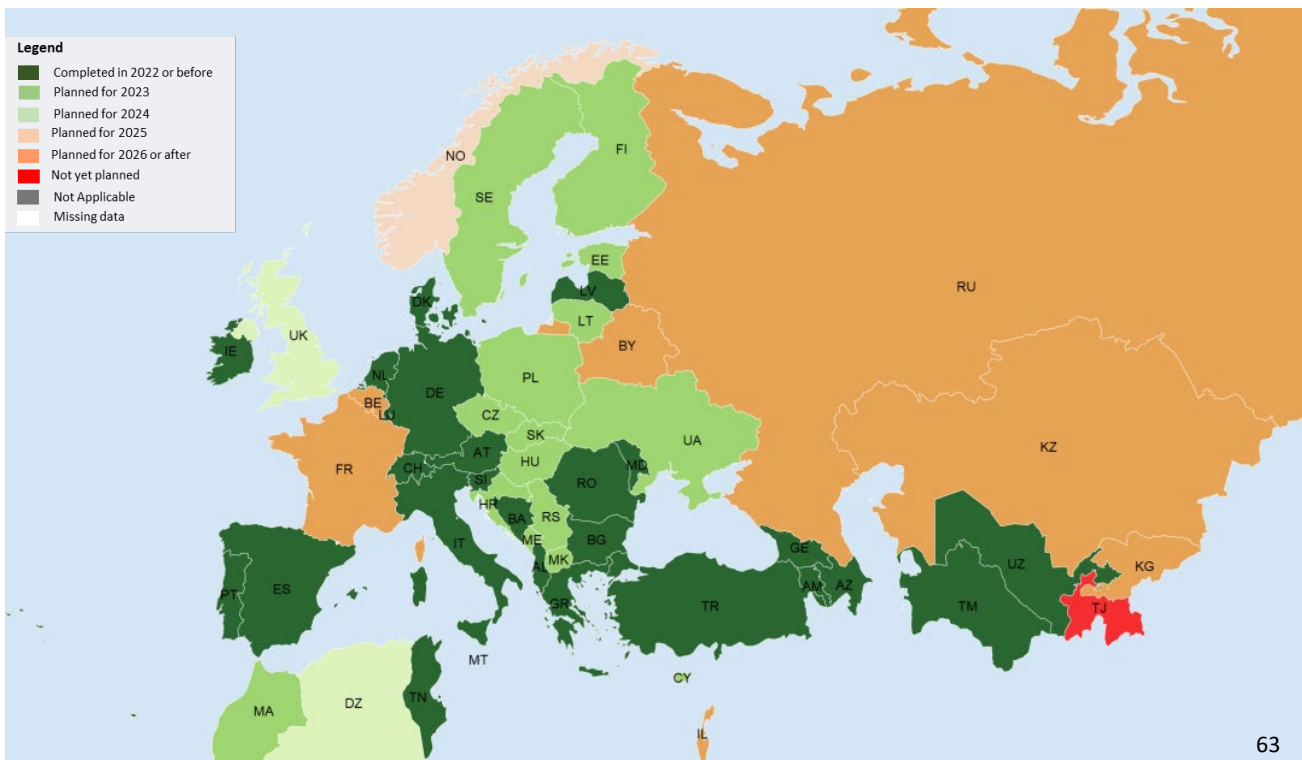 Legend
Completed in 2022 or before
Planned for 2023
Planned for 2024
Planned for 2025
Planned for 2026 or after
Not yet planned
Not Applicable
Missing data
NO
FI
SE
EE
RU
LV
DK
LT
UK
BY
IE
NL
PL
DE
BE
LU
CZ
SK
UA
AT
HU
KZ
FR
CH
MD
SI
RO
HR
BA
RS
IT
ME
BG
GE
MK
UZ
AL
KG
PT
ES
AM
AZ
GR
TR
TM
TJ
MT
CY
TN
DZ
MA
IL
63